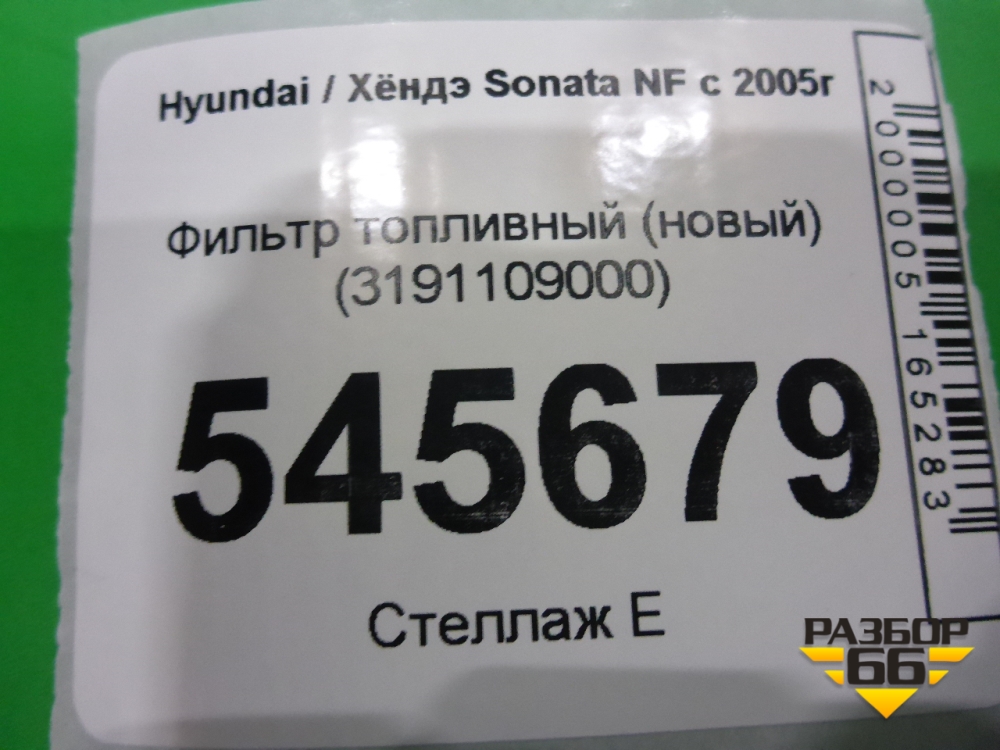 Hyundai / Хёндэ Sonata NF с 2005г
Фильтр топливный (новый)
(3191109000)
545679
Стеллаж Е
2000005165283
РАЗБОР
66